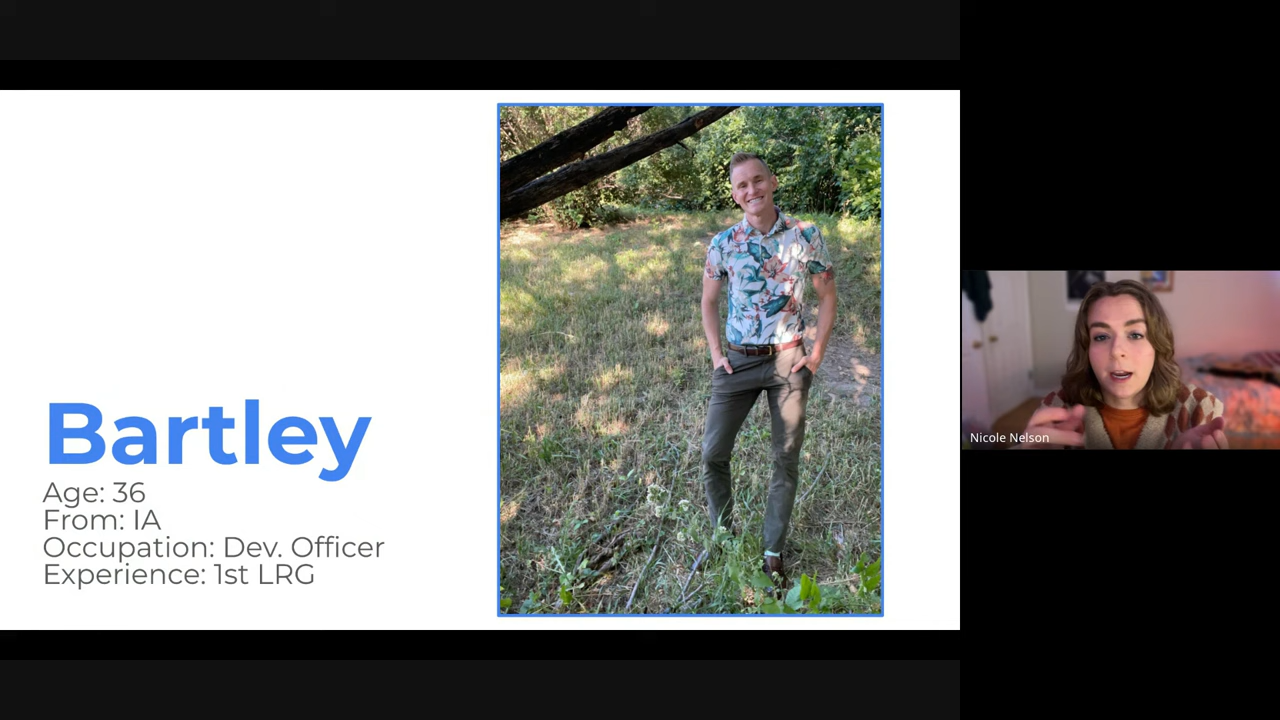 Bartley
Age: 36
From: IA
Occupation: Dev. Officer
Experience: 1st LRG
Nicole Nelson